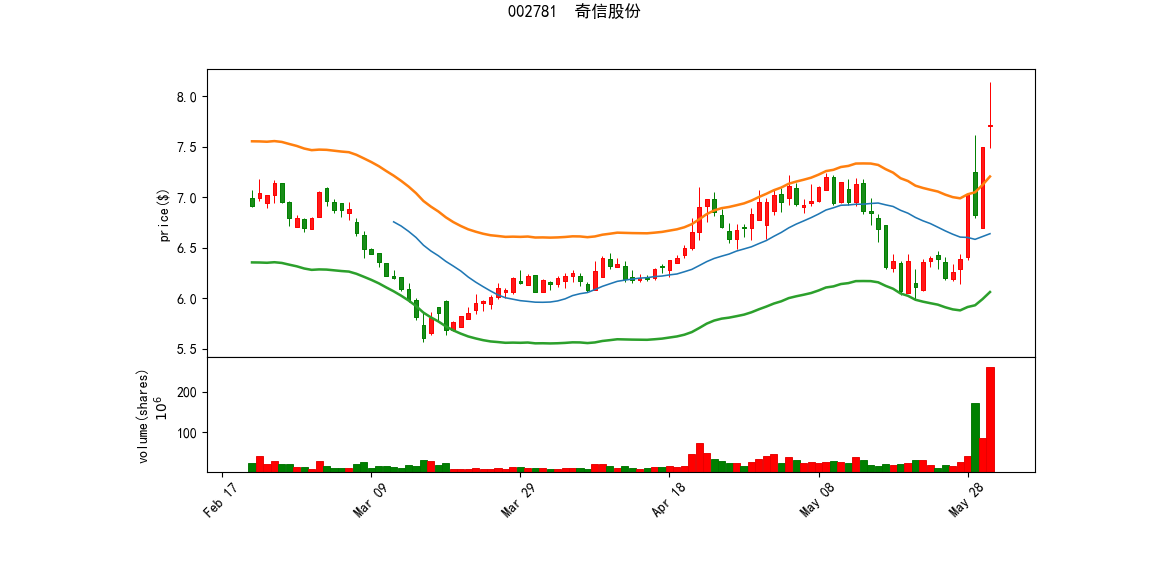 002781  奇信股份
price($)
8.0
7.5
7.0
6.5
6.0
5.5
volume(shares)
10^6
200
100
Feb 17
Mar 09
Mar 29
Apr 18
May 08
May 28